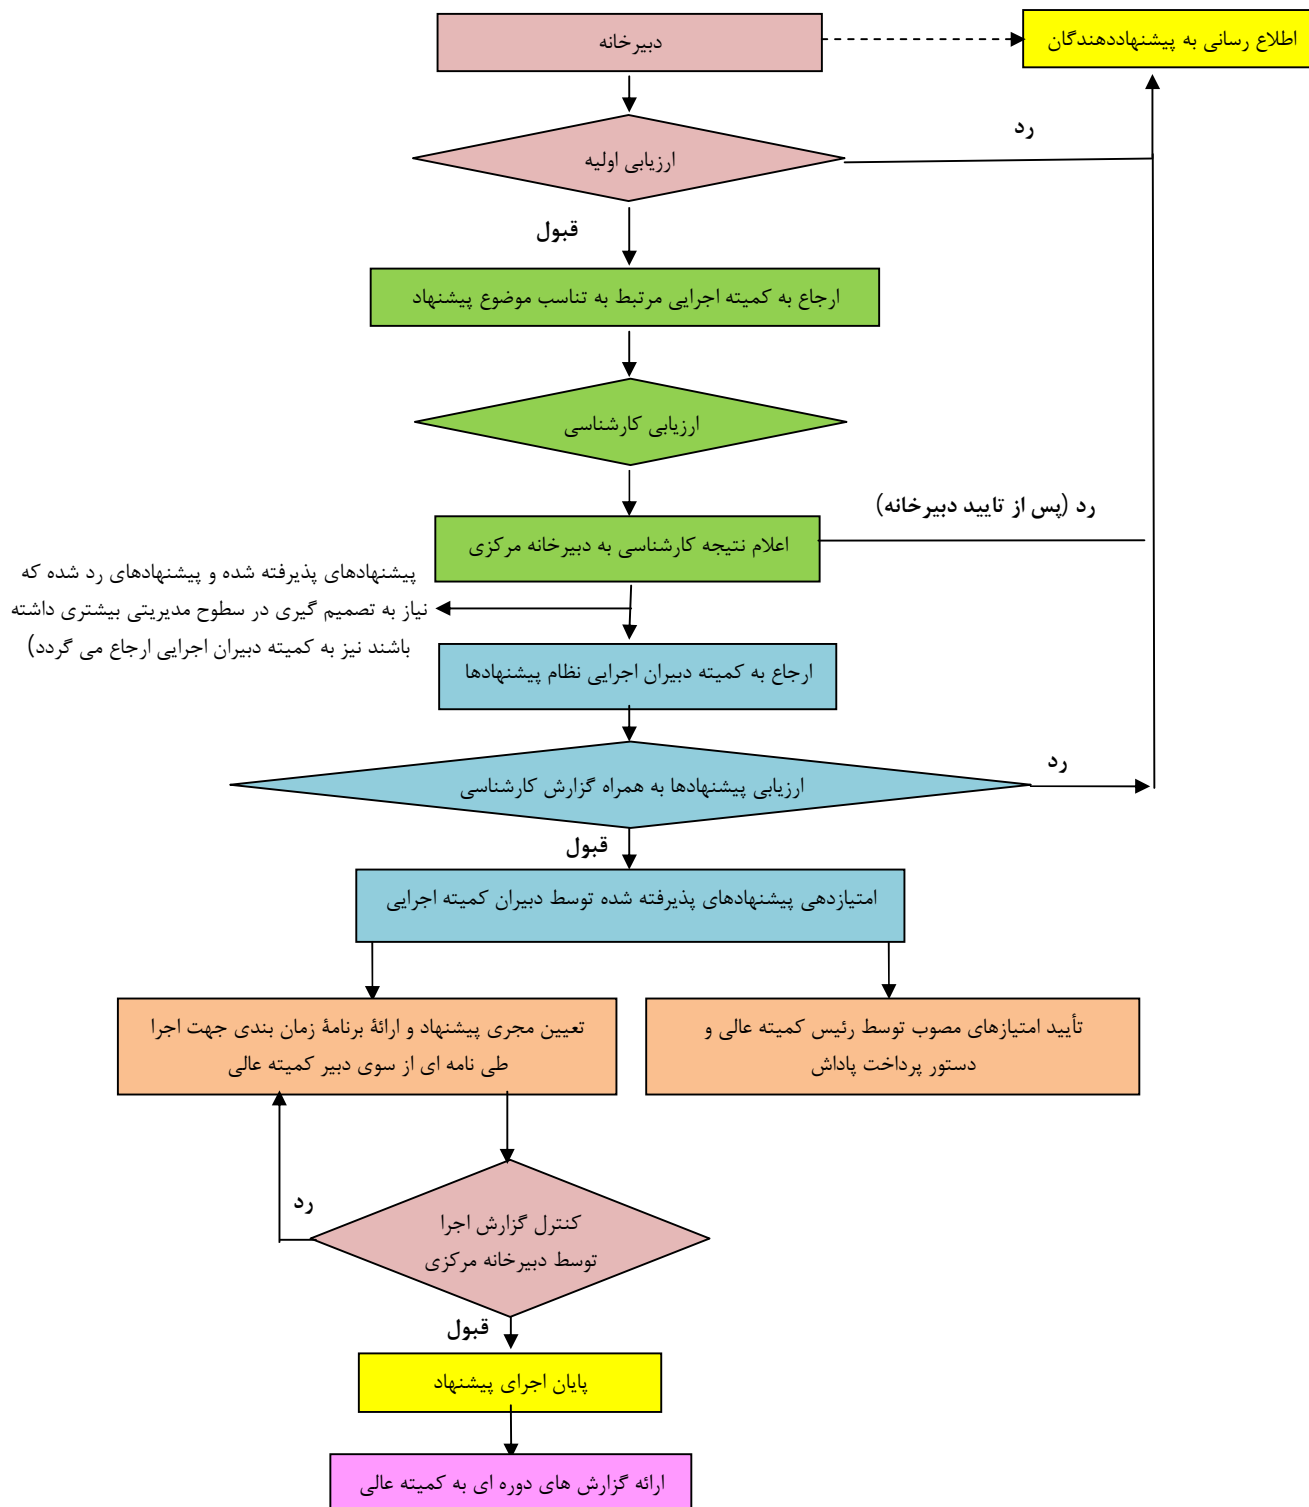 دبیرخانه
اطلاع رسانی به پیشنهاددهندگان
رد
ارزیابی اولیه
قبول
ارجاع به کمیته اجرایی مرتبط به تناسب موضوع پیشنهاد
ارزیابی کارشناسی
رد (پس از تایید دبیرخانه)
اعلام نتیجه کارشناسی به دبیرخانه مرکزی
پیشنهادهای پذیرفته شده و پیشنهادهای رد شده که
نیاز به تصمیم گیری در سطوح مدیریتی بیشتری داشته
باشند نیز به کمیته دبیران اجرایی ارجاع می گردد)
ارجاع به کمیته دبیران اجرایی نظام پیشنهادها
رد
ارزیابی پیشنهادها به همراه گزارش کارشناسی
قبول
امتیازدهی پیشنهادهای پذیرفته شده توسط دبیران کمیته اجرایی
تأیید امتیازهای مصوب توسط رئیس کمیته عالی و
دستور پرداخت پاداش
تعیین مجری پیشنهاد و ارائۀ برنامۀ زمان بندی جهت اجرا
طی نامه ای از سوی دبیر کمیته عالی
رد
کنترل گزارش اجرا
توسط دبیرخانه مرکزی
قبول
پایان اجرای پیشنهاد
ارائه گزارش های دوره ای به کمیته عالی